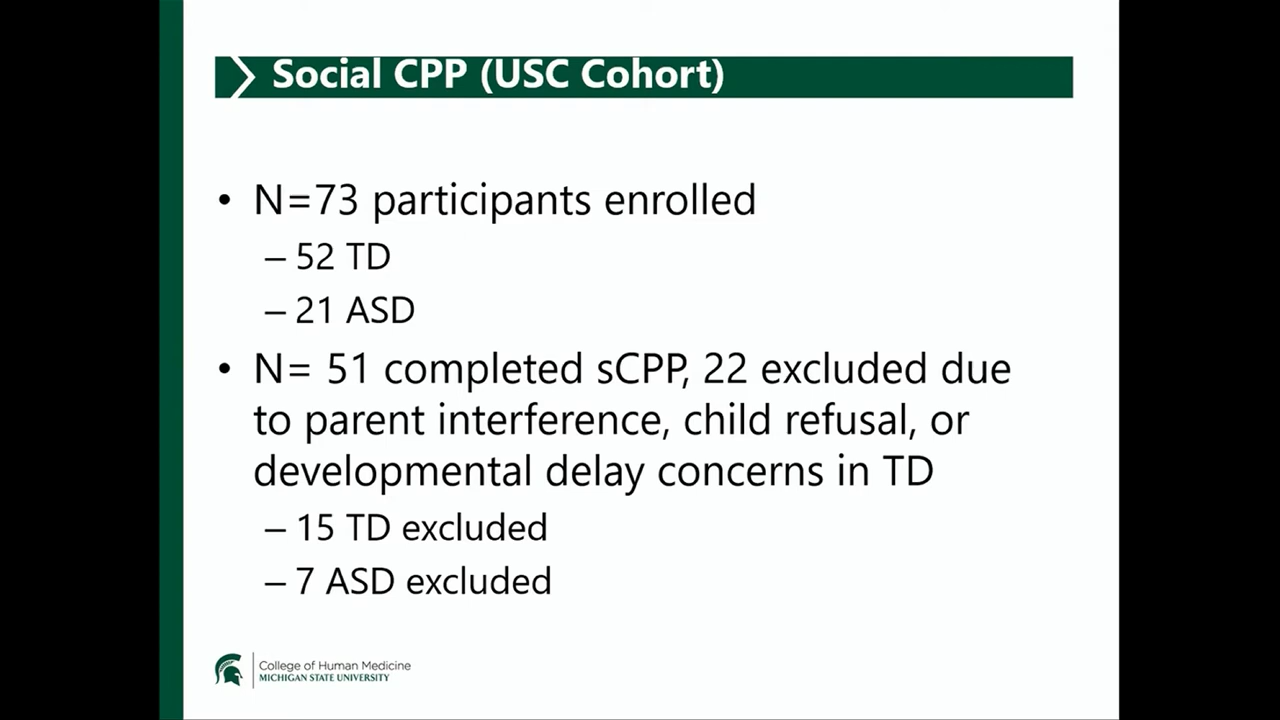 Social CPP (USC Cohort)
• N=73 participants enrolled
– 52 TD
– 21 ASD
• N= 51 completed sCPP, 22 excluded due
to parent interference, child refusal, or
developmental delay concerns in TD
– 15 TD excluded
– 7 ASD excluded
College of Human Medicine
MICHIGAN STATE UNIVERSITY